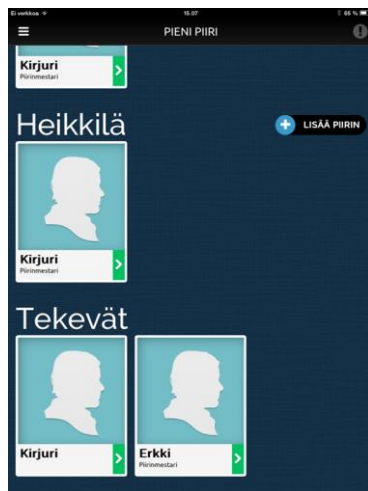 Ei verkkoa
15.07
65 %
PIENI PIIRI
Kirjuri
Piirinmestari
Heikkilä
LISÄÄ PIIRIN
Kirjuri
Piirinmestari
Tekevät
Kirjuri
Erkki
Piirinmestari